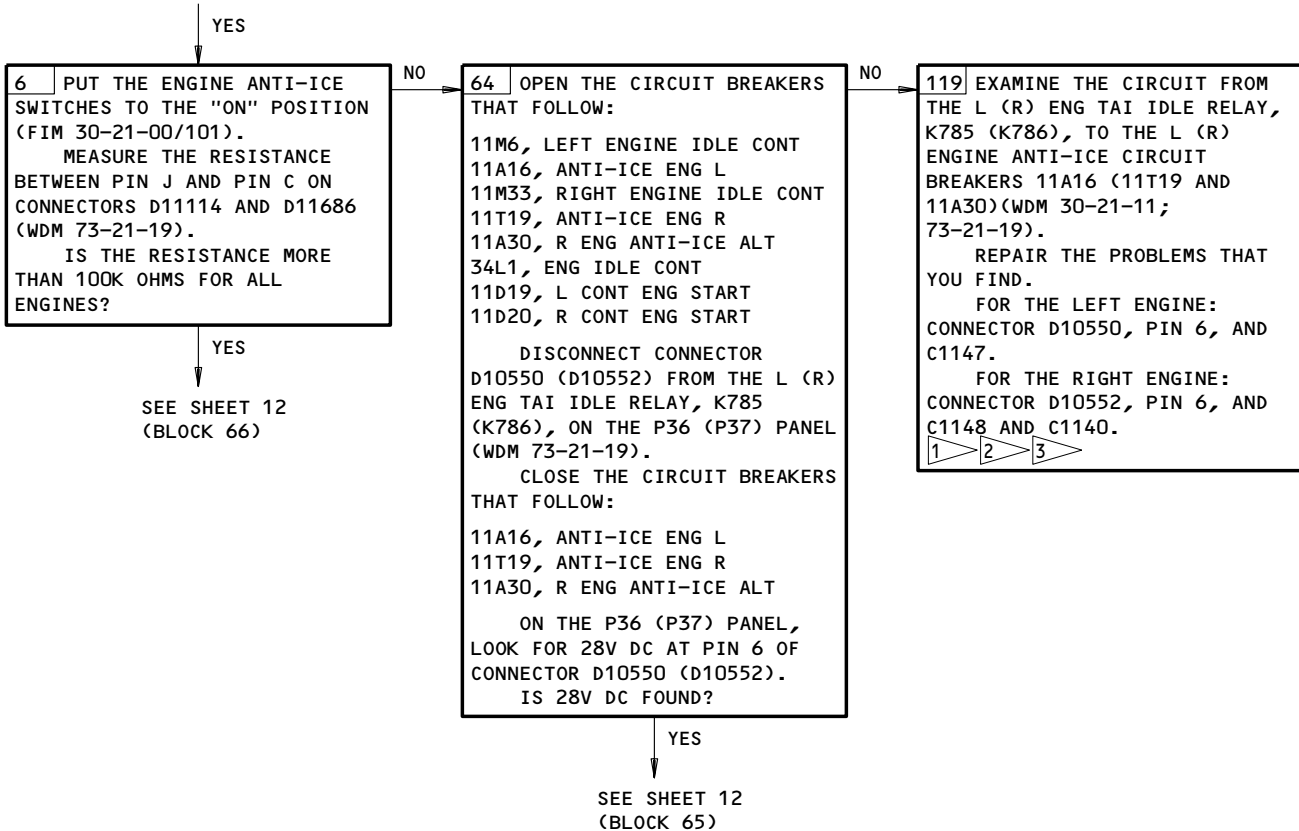 YES
6 PUT THE ENGINE ANTI-ICE
SWITCHES TO THE "ON" POSITION
(FIM 30-21-00/101).
MEASURE THE RESISTANCE
BETWEEN PIN J AND PIN C ON
CONNECTORS D11114 AND D11686
(WDM 73-21-19).
IS THE RESISTANCE MORE
THAN 100K OHMS FOR ALL
ENGINES?
NO
YES
SEE SHEET 12
(BLOCK 66)
64 OPEN THE CIRCUIT BREAKERS
THAT FOLLOW:
11M6, LEFT ENGINE IDLE CONT
11A16, ANTI-ICE ENG L
11M33, RIGHT ENGINE IDLE CONT
11T19, ANTI-ICE ENG R
11A30, R ENG ANTI-ICE ALT
34L1, ENG IDLE CONT
11D19, L CONT ENG START
11D20, R CONT ENG START
DISCONNECT CONNECTOR
D10550 (D10552) FROM THE L (R)
ENG TAI IDLE RELAY, K785
(K786), ON THE P36 (P37) PANEL
(WDM 73-21-19).
CLOSE THE CIRCUIT BREAKERS
THAT FOLLOW:
11A16, ANTI-ICE ENG L
11T19, ANTI-ICE ENG R
11A30, R ENG ANTI-ICE ALT
ON THE P36 (P37) PANEL,
LOOK FOR 28V DC AT PIN 6 OF
CONNECTOR D10550 (D10552).
IS 28V DC FOUND?
NO
YES
SEE SHEET 12
(BLOCK 65)
119 EXAMINE THE CIRCUIT FROM
THE L (R) ENG TAI IDLE RELAY,
K785 (K786), TO THE L (R)
ENGINE ANTI-ICE CIRCUIT
BREAKERS 11A16 (11T19 AND
11A30)(WDM 30-21-11;
73-21-19).
REPAIR THE PROBLEMS THAT
YOU FIND.
FOR THE LEFT ENGINE:
CONNECTOR D10550, PIN 6, AND
C1147.
FOR THE RIGHT ENGINE:
CONNECTOR D10552, PIN 6, AND
C1148 AND C1140.
1 2 3